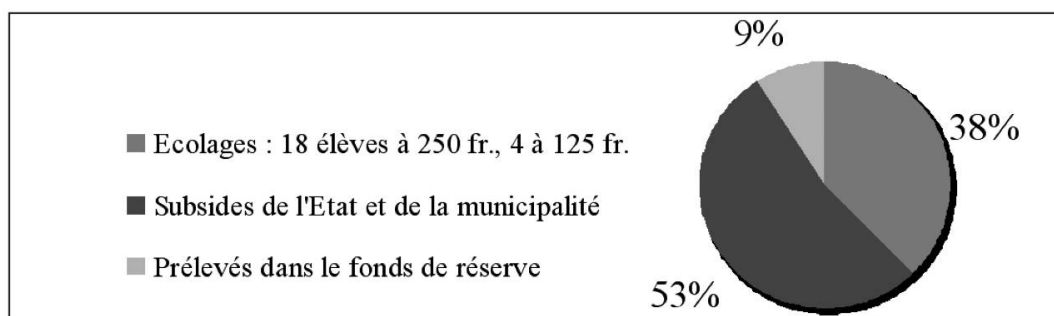 9%
Ecolages : 18 élèves à 250 fr., 4 à 125 fr.
38%
Subsides de l'Etat et de la municipalité
Prélevés dans le fonds de réserve
53%